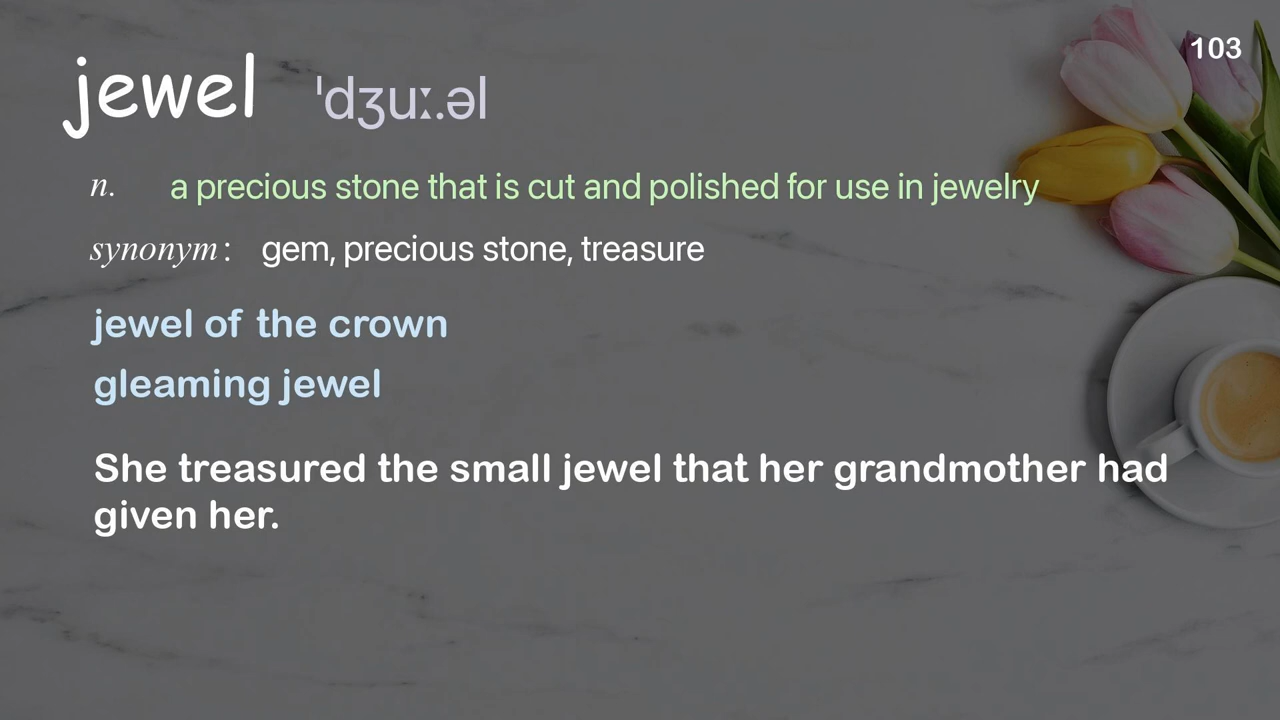 103
jewel ˈdʒuː.əl
n. a precious stone that is cut and polished for use in jewelry
synonym: gem, precious stone, treasure
jewel of the crown
gleaming jewel
She treasured the small jewel that her grandmother had
given her.